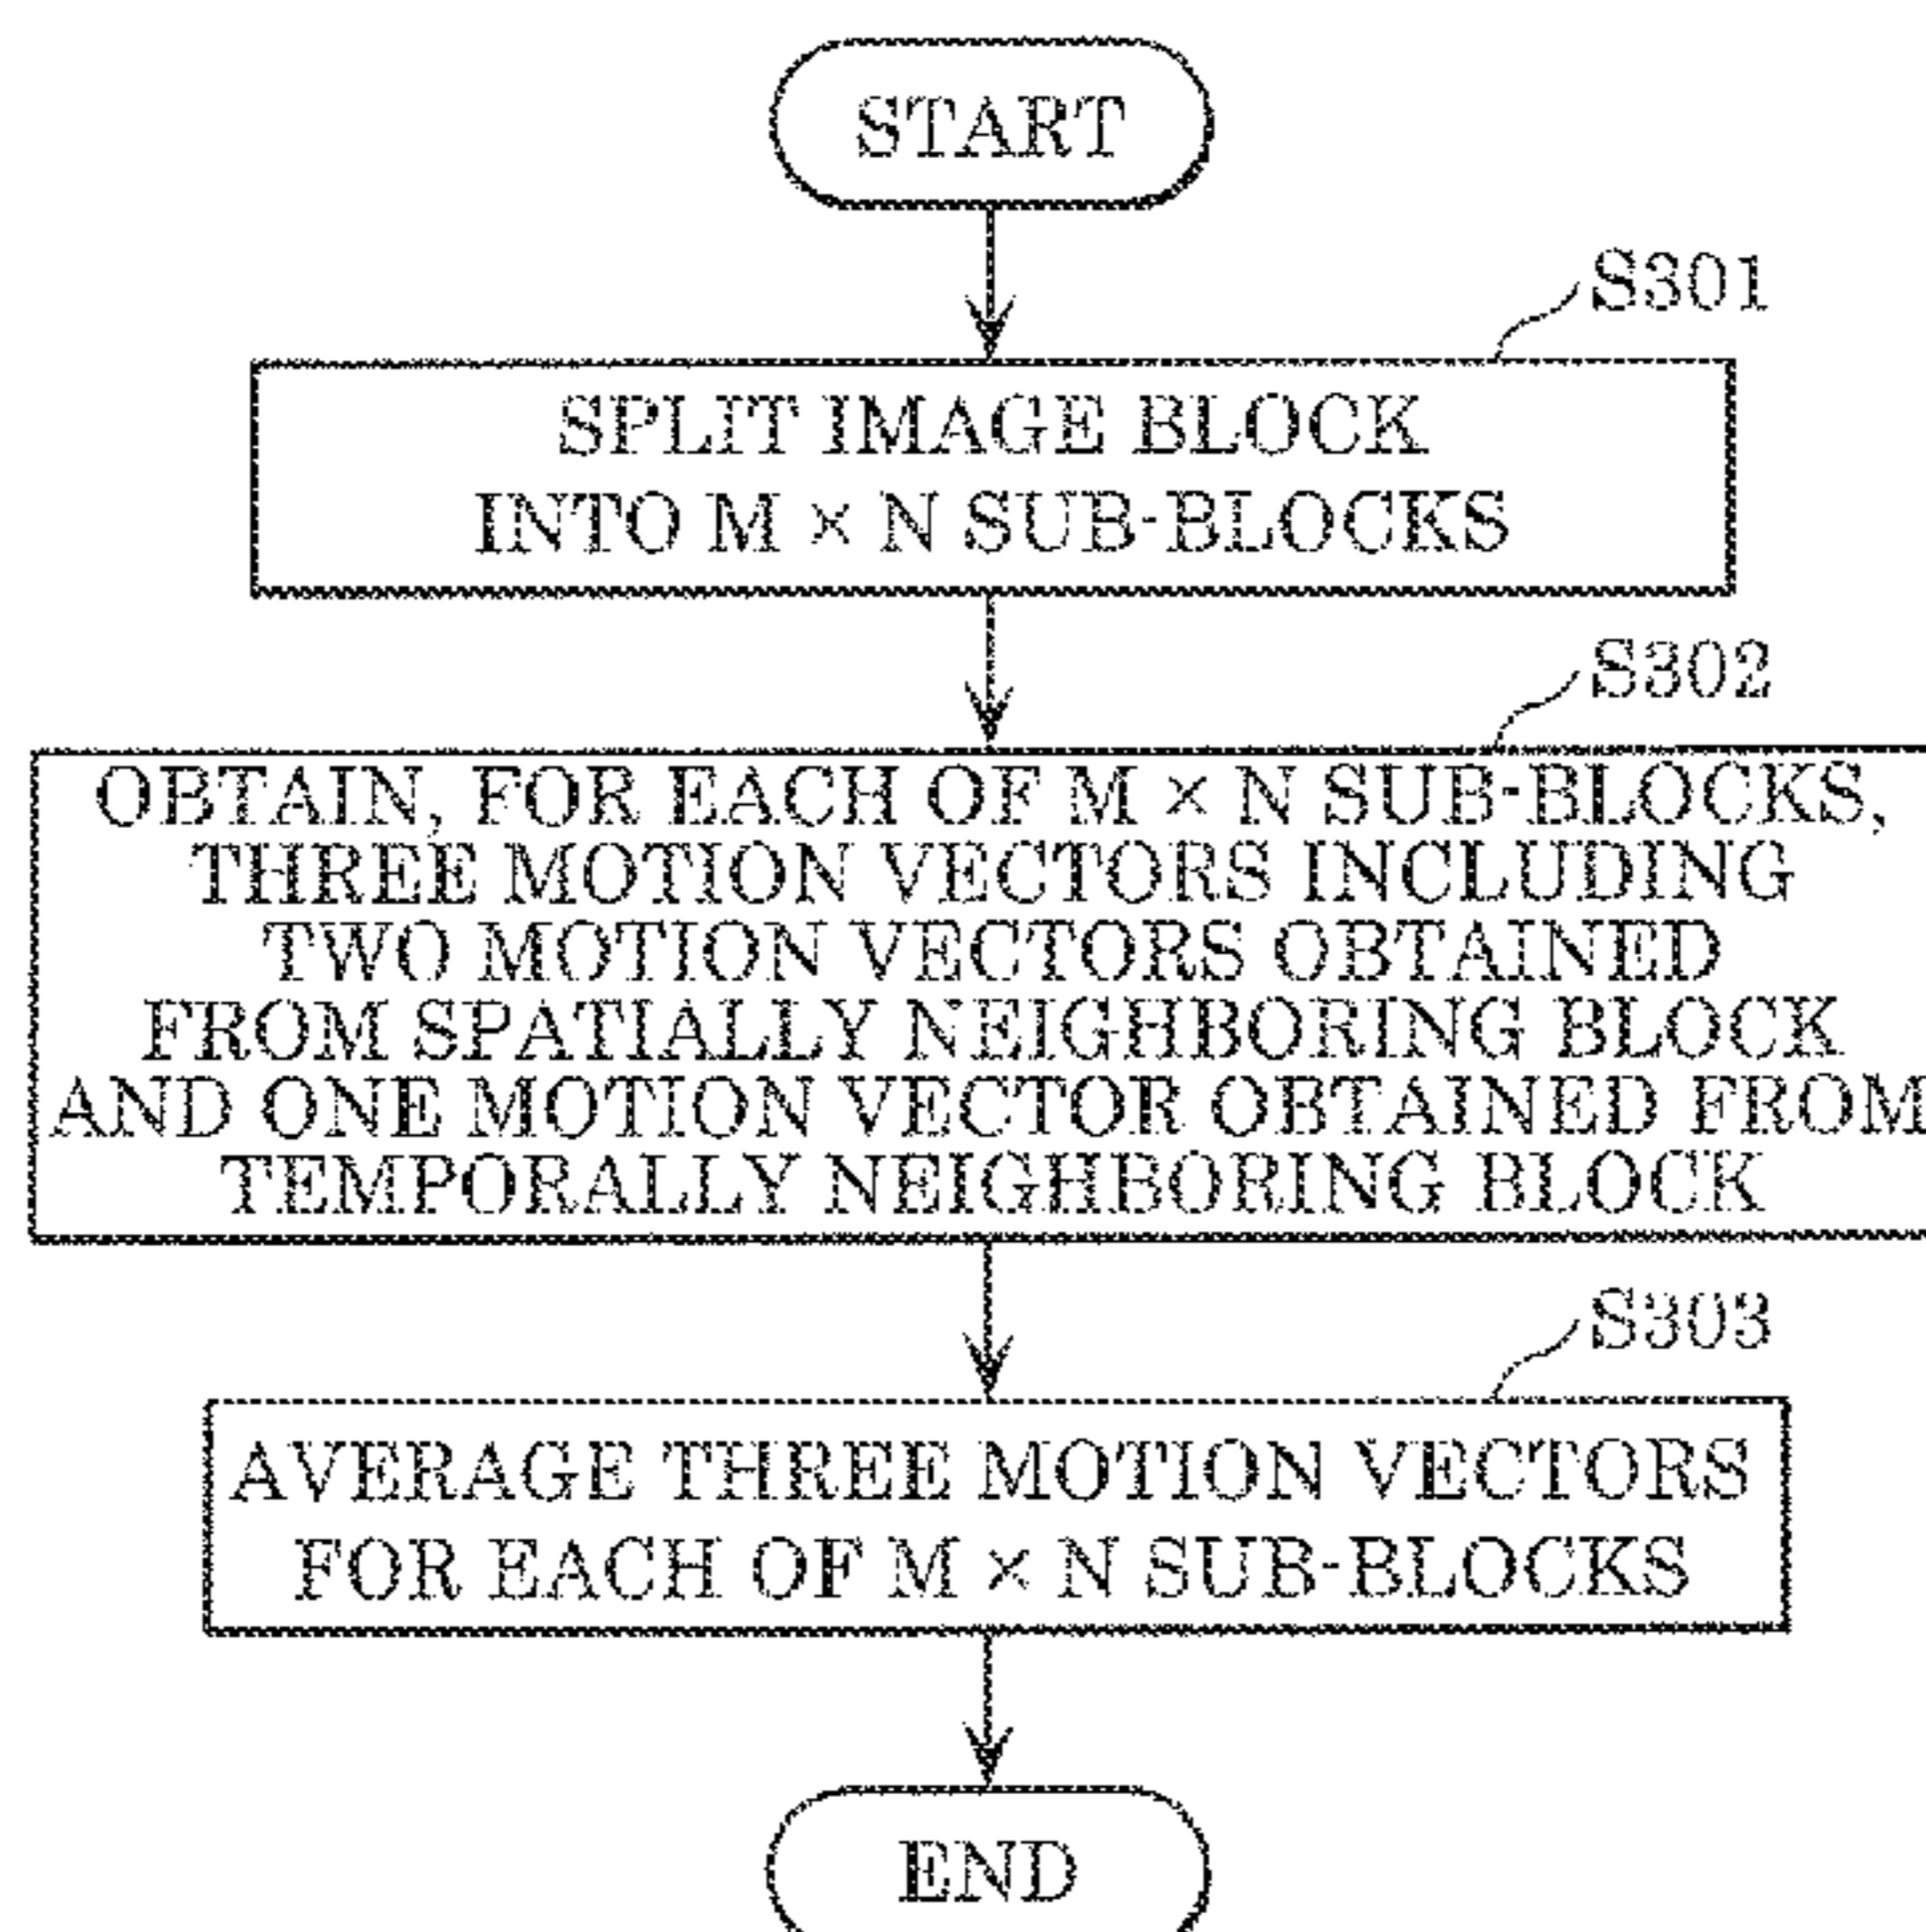 START
S301
SPLIT IMAGE BLOCK
INTO M × N SUB-BLOCKS
S302
OBTAIN, FOR EACH OF M × N SUB-BLOCKS,
THREE MOTION VECTORS INCLUDING
TWO MOTION VECTORS OBTAINED
FROM SPATIALLY NEIGHBORING BLOCK
AND ONE MOTION VECTOR OBTAINED FROM
TEMPORALLY NEIGHBORING BLOCK
S303
AVERAGE THREE MOTION VECTORS
FOR EACH OF M × N SUB-BLOCKS
END